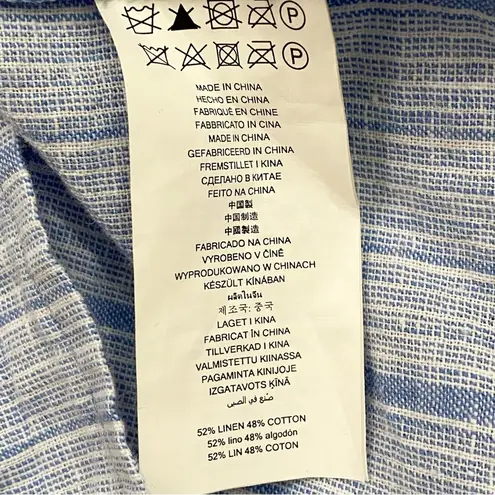 P
P
MADE IN CHINA
HECHO EN CHINA
FABRIQUÉ EN CHINE
FABBRICATO IN CINA
MADE IN CHINA
GEFABRICEERD IN CHINA
FREMSTILLET I KINA
СДЕЛАНО В КИТАЕ
FEITO NA CHINA
中国製
中国制造
中國製造
FABRICADO NA CHINA
VYROBENO V ČÍNĚ
WYPRODUKOWANO W CHINACH
KÉSZÜLT KÍNÁBAN
ผลิตในจีน
제조국: 중국
LAGET I KINA
FABRICAT ÎN CHINA
TILLVERKAD I KINA
VALMISTETTU KIINASSA
PAGAMINTA KINIJOJE
IZGATAVOTS ĶĪNĀ
صنع في الصين
52% LINEN 48% COTTON
52% lino 48% algodón
52% LIN 48% COTON